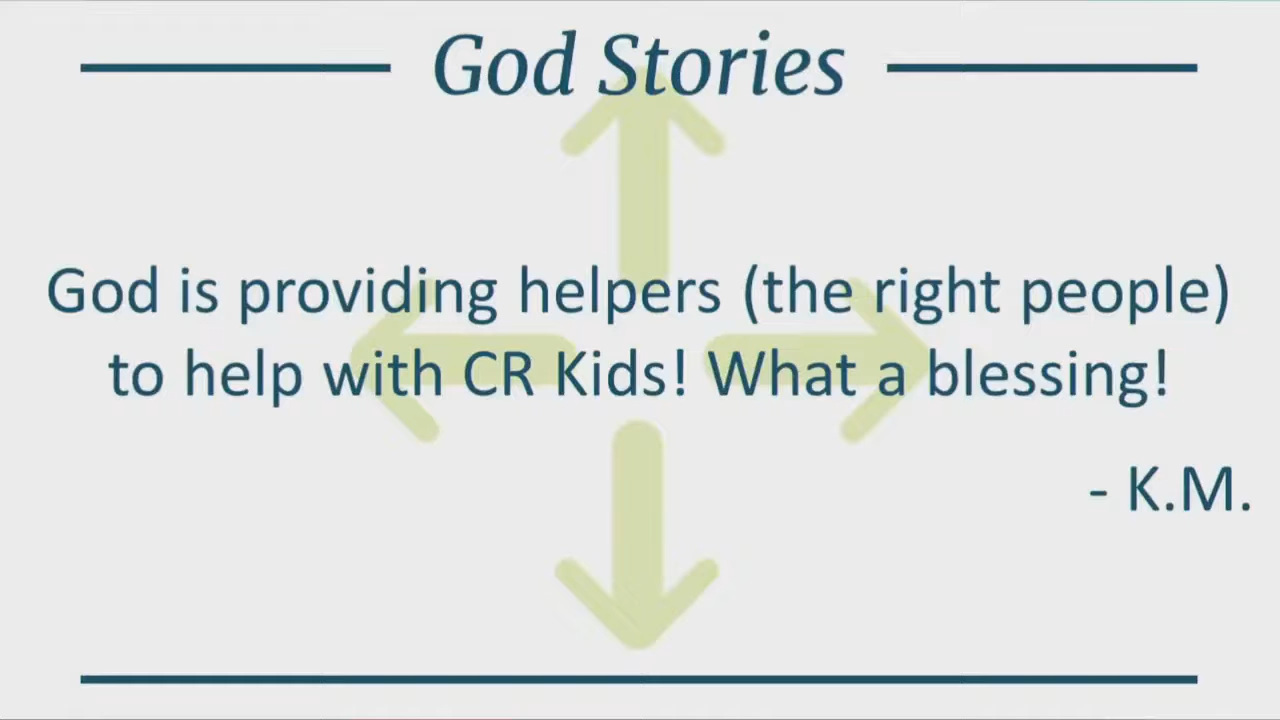 God Stories
God is providing helpers (the right people)
to help with CR Kids! What a blessing!
- K.M.